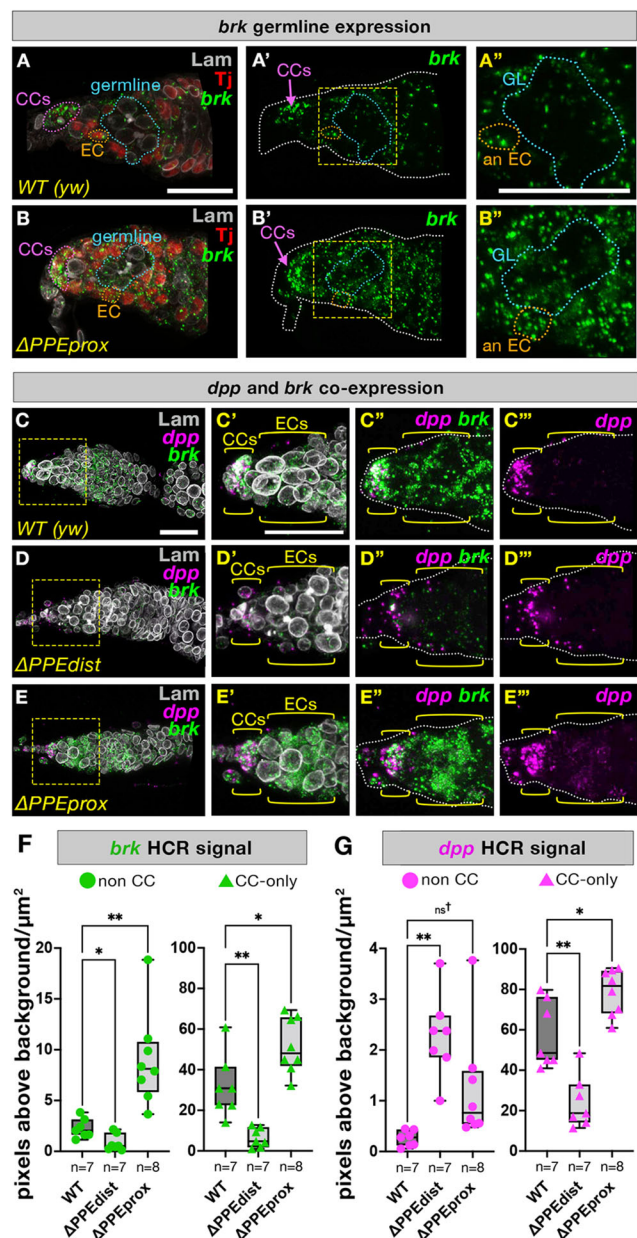 brk germline expression
A
Lam
Tj
brk
CCs
germline
EC
WT (yw)
A'
CCs
brk
A"
GL
an EC
B
Lam
Tj
brk
CCs
germline
EC
ΔPPEprox
B'
CCs
brk
B"
GL
an EC
dpp and brk co-expression
C
Lam
dpp
brk
WT (yw)
C'
CCs
ECs
C"
dpp brk
C"'
dpp
D
Lam
dpp
brk
ΔPPEdist
D'
CCs
ECs
D"
dpp brk
D"'
dpp
E
Lam
dpp
brk
ΔPPEprox
E'
CCs
ECs
E"
dpp brk
E"'
dpp
F
brk HCR signal
non CC
CC-only
pixels above background/µm²
20
15
10
5
0
**
*
n=7
n=7
n=8
WT
ΔPPEdist
ΔPPEprox
100
80
60
40
20
0
*
**
n=7
n=7
n=8
WT
ΔPPEdist
ΔPPEprox
G
dpp HCR signal
non CC
CC-only
pixels above background/µm²
4
3
2
1
0
ns†
**
n=7
n=7
n=8
WT
ΔPPEdist
ΔPPEprox
100
80
60
40
20
0
*
**
n=7
n=7
n=8
WT
ΔPPEdist
ΔPPEprox